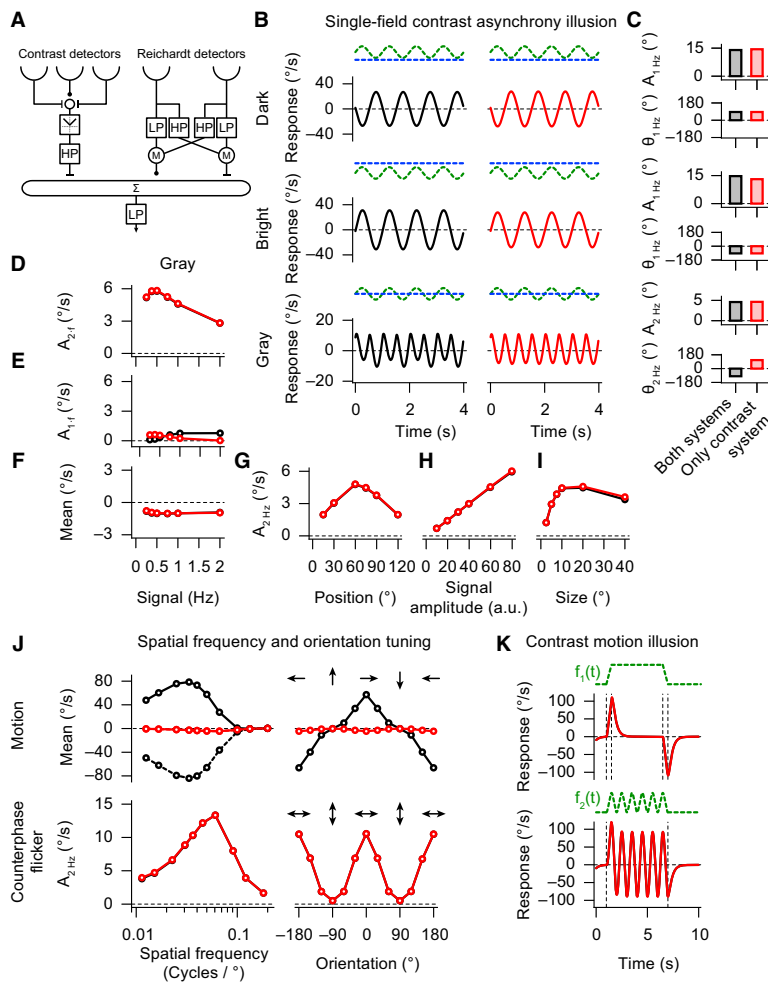 A
Contrast detectors
Reichardt detectors
LP
HP
HP
LP
HP
M
M
Σ
LP
B
Single-field contrast asynchrony illusion
Dark
Response (°/s)
40
0
−40
Bright
Response (°/s)
40
0
−40
Gray
Response (°/s)
20
0
−20
0
2
4
0
2
4
Time (s)
Time (s)
C
A1 Hz (°)
15
0
θ1 Hz (°)
180
−180
A1Hz (°)
15
0
θ1 Hz (°)
180
−180
A2 Hz (°)
5
0
θ2 Hz (°)
180
−180
Both systems
Only contrast
system
D
Gray
A2·f (°/s)
6
3
0
E
A1·f (°/s)
6
3
0
F
Mean (°/s)
3
0
−3
0
0.5
1
1.5
2
Signal (Hz)
G
A2 Hz (°/s)
6
3
0
0
30
60
90
120
Position (°)
H
0
20
40
60
80
Signal
amplitude (a.u.)
I
0
10
20
30
40
Size (°)
J
Spatial frequency and orientation tuning
Motion
Mean (°/s)
80
40
0
−40
−80
Counterphase
flicker
A2 Hz (°/s)
15
10
5
0
0.01
0.1
Spatial frequency
(Cycles / °)
−180
−90
0
90
180
Orientation (°)
K
Contrast motion illusion
f1(t)
Response (°/s)
100
50
0
−50
−100
f2(t)
Response (°/s)
100
50
0
−50
−100
0
5
10
Time (s)